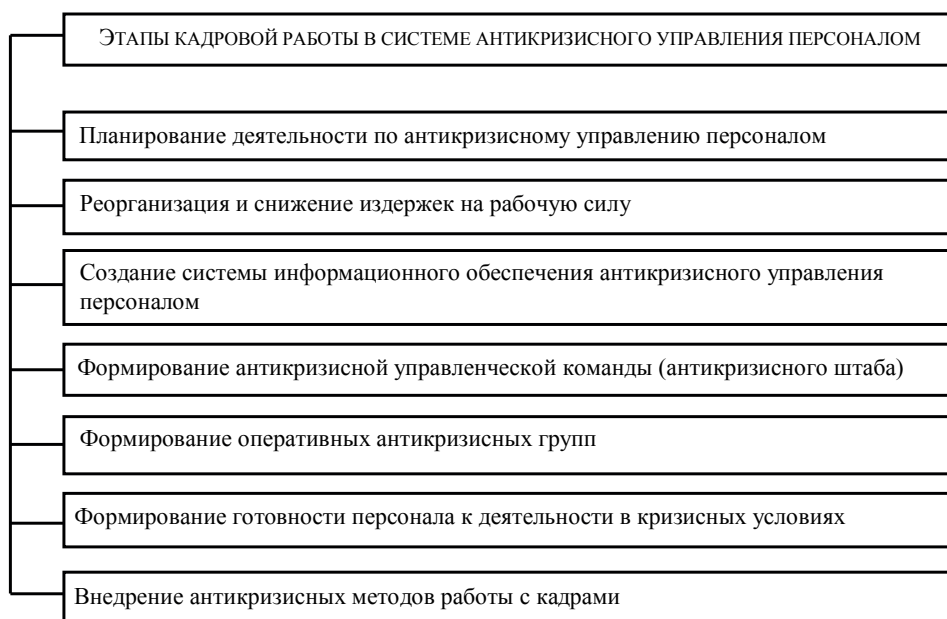 ЭТАПЫ КАДРОВОЙ РАБОТЫ В СИСТЕМЕ АНТИКРИЗИСНОГО УПРАВЛЕНИЯ ПЕРСОНАЛОМ
Планирование деятельности по антикризисному управлению персоналом
Реорганизация и снижение издержек на рабочую силу
Создание системы информационного обеспечения антикризисного управления
персоналом
Формирование антикризисной управленческой команды (антикризисного штаба)
Формирование оперативных антикризисных групп
Формирование готовности персонала к деятельности в кризисных условиях
Внедрение антикризисных методов работы с кадрами